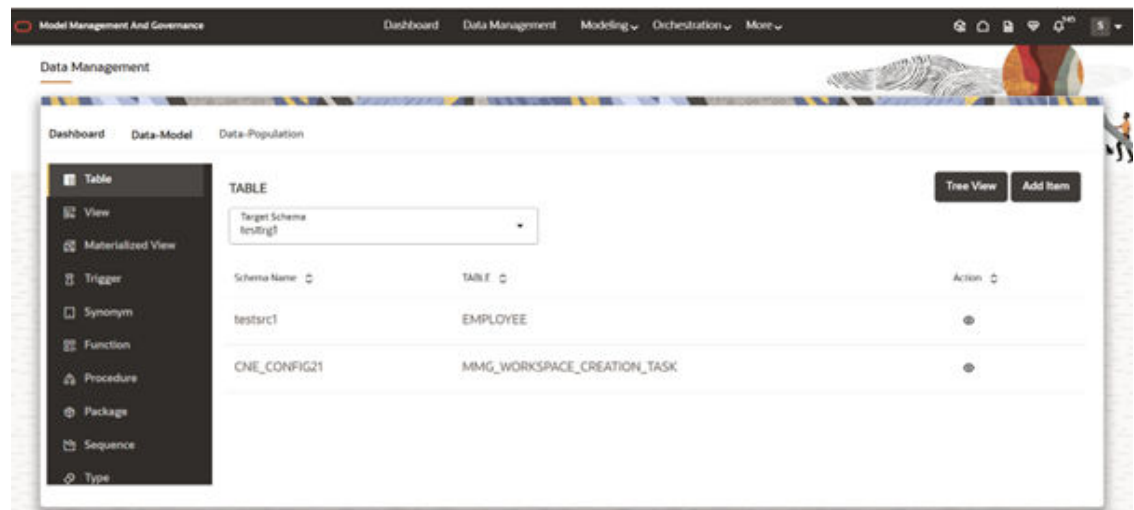 Model Management And Governance Dashboard Data Management Modeling Orchestration More S
Data Management
Dashboard Data-Model Data-Population
Table
View
Materialized View
Trigger
Synonym
Function
Procedure
Package
Sequence
Type
TABLE Tree View Add Item
Target Schema
Schema Name TABLE Action
testsrc1 EMPLOYEE
CNE_CONFIG21 MMG_WORKSPACE_CREATION_TASK